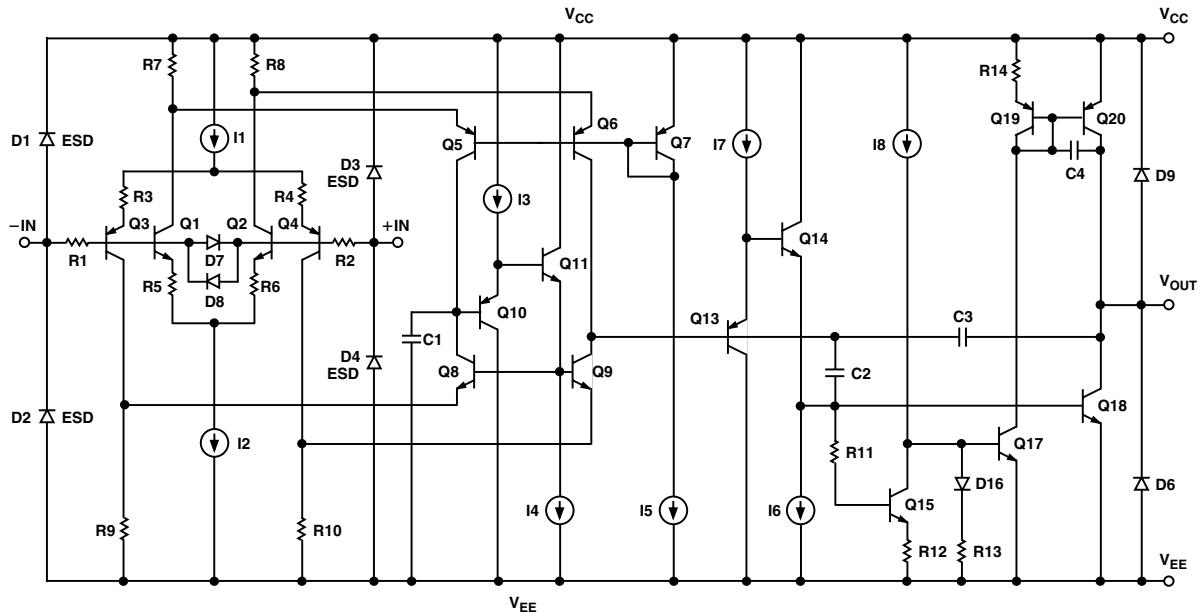 VCC
VCC
R7
R8
R14
D1 ESD
I1
Q6
Q5
Q7
I7
I8
Q19
Q20
C4
D3
ESD
R3
R4
I3
D9
–IN
Q3
Q1
Q2
Q4
+IN
Q14
R1
D7
R2
Q11
R5
D8
R6
Q10
VOUT
C1
Q13
C3
D4
ESD
Q8
Q9
C2
D2 ESD
I2
Q18
R11
Q17
D16
D6
R9
R10
I4
I5
I6
Q15
R12
R13
VEE
VEE